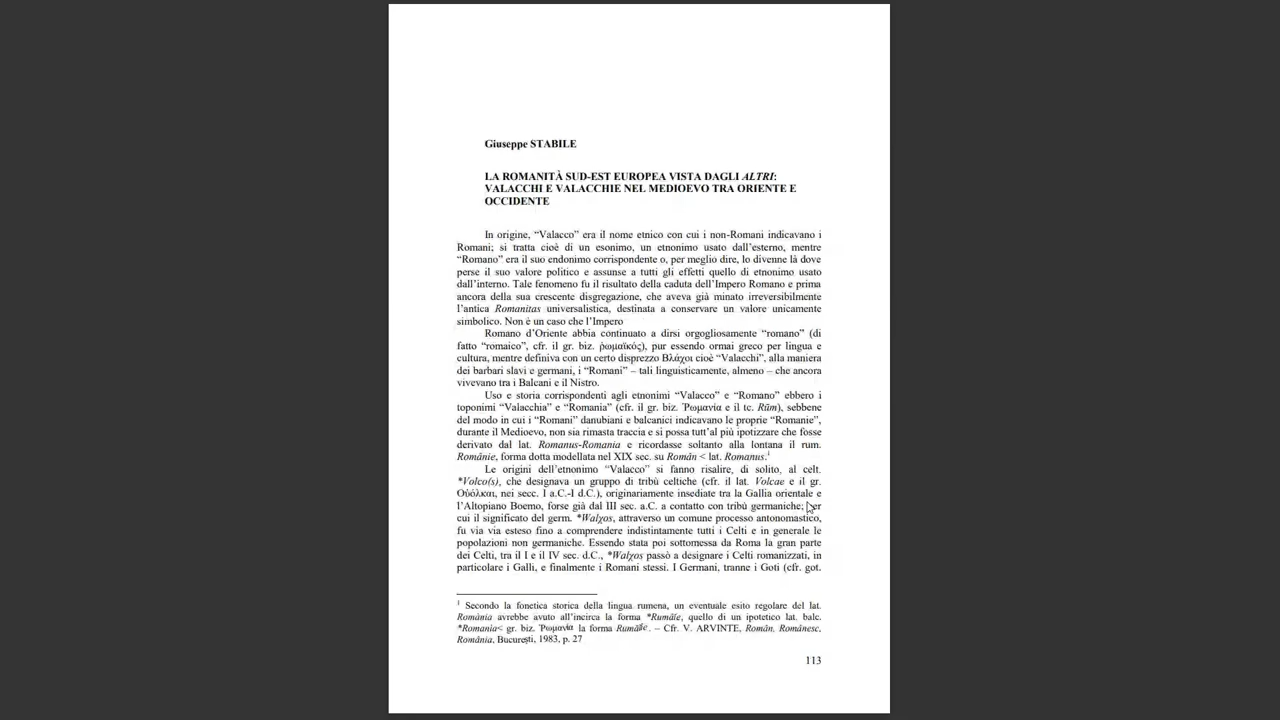 Giuseppe STABILE
LA ROMANITÀ SUD-EST EUROPEA VISTA DAGLI ALTRI:
VALACCHI E VALACCHIE NEL MEDIOEVO TRA ORIENTE E
OCCIDENTE
In origine, “Valacco” era il nome etnico con cui i non-Romani indicavano i
Romani; si tratta cioè di un esonimo, un etnonimo usato dall’esterno, mentre
“Romano” era il suo endonimo corrispondente o, per meglio dire, lo divenne là dove
perse il suo valore politico e assunse a tutti gli effetti quello di etnonimo usato
dall’interno. Tale fenomeno fu il risultato della caduta dell’Impero Romano e prima
ancora della sua crescente disgregazione, che aveva già minato irreversibilmente
l’antica Romanitas universalistica, destinata a conservare un valore unicamente
simbolico. Non è un caso che l’Impero
Romano d’Oriente abbia continuato a dirsi orgogliosamente “romano” (di
fatto “romaico”, cfr. il gr. biz. ῥωμαϊκός), pur essendo ormai greco per lingua e
cultura, mentre definiva con un certo disprezzo Βλάχοι cioè “Valacchi”, alla maniera
dei barbari slavi e germani, i “Romani” – tali linguisticamente, almeno – che ancora
vivevano tra i Balcani e il Nistro.
Uso e storia corrispondenti agli etnonimi “Valacco” e “Romano” ebbero i
toponimi “Valacchia” e “Romania” (cfr. il gr. biz. Ῥωμανία e il tc. Rūm), sebbene
del modo in cui i “Romani” danubiani e balcanici indicavano le proprie “Romanie”,
durante il Medioevo, non sia rimasta traccia e si possa tutt’al più ipotizzare che fosse
derivato dal lat. Romanus-Romania e ricordasse soltanto alla lontana il rum.
Românie, forma dotta modellata nel XIX sec. su Român < lat. Romanus.¹
Le origini dell’etnonimo “Valacco” si fanno risalire, di solito, al celt.
*Volco(s), che designava un gruppo di tribù celtiche (cfr. il lat. Volcae e il gr.
Οὐόλκαι, nei secc. I a.C.-I d.C.), originariamente insediate tra la Gallia orientale e
l’Altopiano Boemo, forse già dal III sec. a.C. a contatto con tribù germaniche; per
cui il significato del germ. *Walχos, attraverso un comune processo antonomastico,
fu via via esteso fino a comprendere indistintamente tutti i Celti e in generale le
popolazioni non germaniche. Essendo stata poi sottomessa da Roma la gran parte
dei Celti, tra il I e il IV sec. d.C., *Walχos passò a designare i Celti romanizzati, in
particolare i Galli, e finalmente i Romani stessi. I Germani, tranne i Goti (cfr. got.
¹ Secondo la fonetica storica della lingua rumena, un eventuale esito regolare del lat.
Romània avrebbe avuto all’incirca la forma *Rumâîe, quello di un ipotetico lat. balc.
*Romanìa< gr. biz. Ῥωμανία la forma . – Cfr. V. ARVINTE, Român, Românesc,
România, București, 1983, p. 27
113